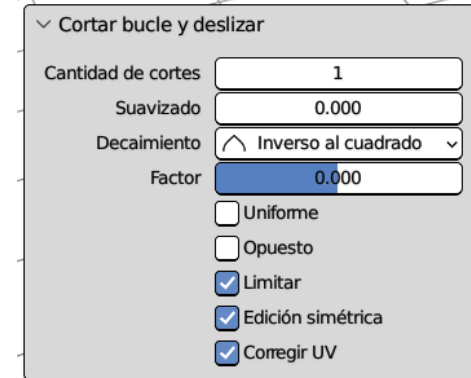 Cortar bucle y deslizar
Cantidad de cortes 1
Suavizado 0.000
Decaimiento Inverso al cuadrado
Factor 0.000
Uniforme
Opuesto
Limitar
Edición simétrica
Corregir UV